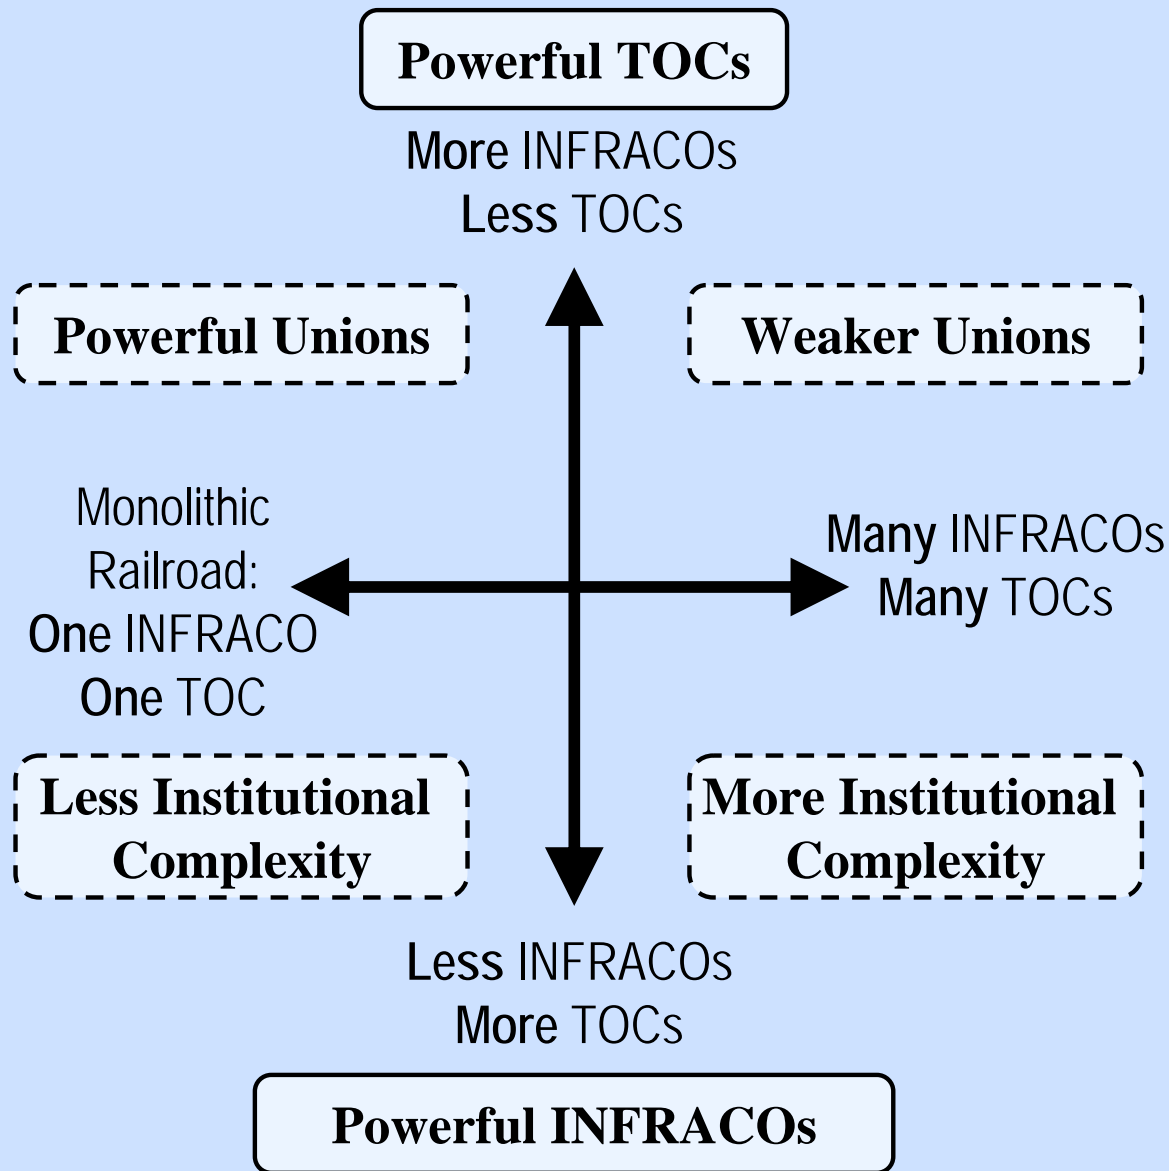 Powerful TOCs
More INFRACOs
Less TOCs
Powerful Unions
Weaker Unions
Monolithic
Railroad:
One INFRACO
One TOC
Many INFRACOs
Many TOCs
Less Institutional
Complexity
More Institutional
Complexity
Less INFRACOs
More TOCs
Powerful INFRACOs